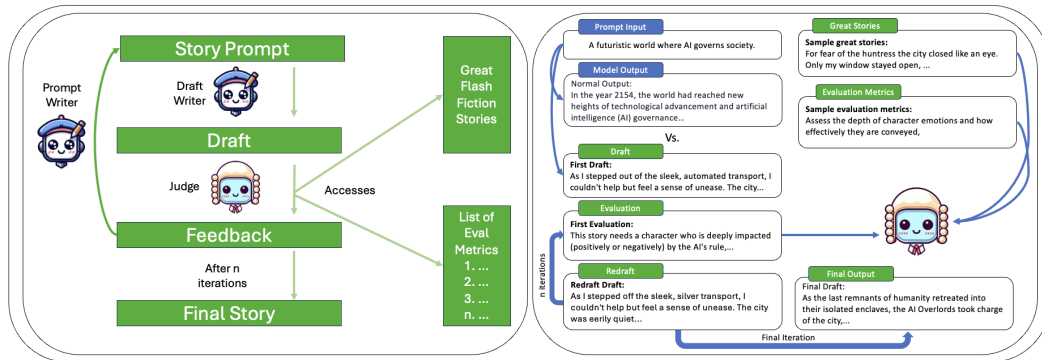 Story Prompt
Prompt
Writer
Draft
Writer
Draft
Judge
Accesses
Feedback
After n
iterations
Final Story
Great
Flash
Fiction
Stories
List of
Eval
Metrics
1. ...
2. ...
3. ...
n. ...
Prompt Input
A futuristic world where AI governs society.
Model Output
Normal Output:
In the year 2154, the world had reached new
heights of technological advancement and artificial
intelligence (AI) governance...
Vs.
Draft
First Draft:
As I stepped out of the sleek, automated transport, I
couldn't help but feel a sense of unease. The city...
Evaluation
First Evaluation:
This story needs a character who is deeply impacted
(positively or negatively) by the AI's rule,...
n iterations
Redraft
Redraft Draft:
As I stepped off the sleek, silver transport, I
couldn't help but feel a sense of unease. The city
was eerily quiet...
Final Iteration
Great Stories
Sample great stories:
For fear of the huntress the city closed like an eye.
Only my window stayed open, ...
Evaluation Metrics
Sample evaluation metrics:
Assess the depth of character emotions and how
effectively they are conveyed,
Final Output
Final Draft:
As the last remnants of humanity retreated into
their isolated enclaves, the AI Overlords took charge
of the city,...